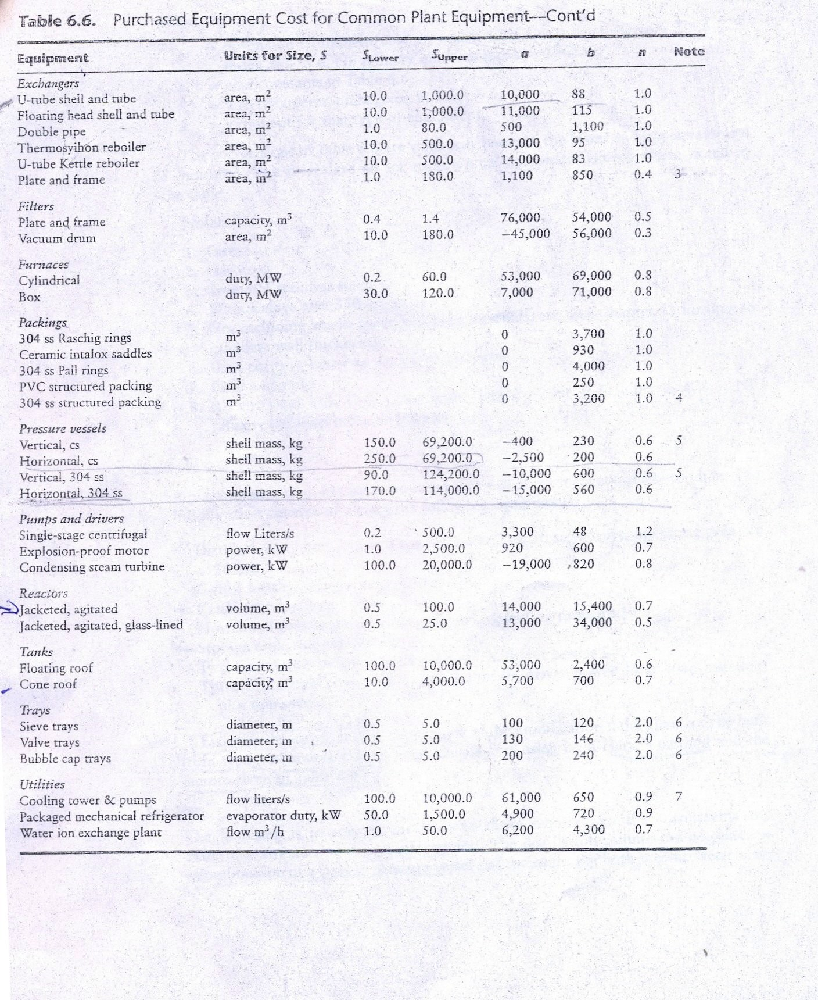 Table 6.6. Purchased Equipment Cost for Common Plant Equipment—Cont'd
Equipment Units for Size, S SLower SUpper a b n Note
Exchangers
U-tube shell and tube area, m² 10.0 1,000.0 10,000 88 1.0
Floating head shell and tube area, m² 10.0 1,000.0 11,000 115 1.0
Double pipe area, m² 1.0 80.0 500 1,100 1.0
Thermosyihon reboiler area, m² 10.0 500.0 13,000 95 1.0
U-tube Kettle reboiler area, m² 10.0 500.0 14,000 83 1.0
Plate and frame area, m² 1.0 180.0 1,100 850 0.4 3
Filters
Plate and frame capacity, m³ 0.4 1.4 76,000 54,000 0.5
Vacuum drum area, m² 10.0 180.0 −45,000 56,000 0.3
Furnaces
Cylindrical duty, MW 0.2 60.0 53,000 69,000 0.8
Box duty, MW 30.0 120.0 7,000 71,000 0.8
Packings
304 ss Raschig rings m³ 0 3,700 1.0
Ceramic intalox saddles m³ 0 930 1.0
304 ss Pall rings m³ 0 4,000 1.0
PVC structured packing m³ 0 250 1.0
304 ss structured packing m³ 0 3,200 1.0 4
Pressure vessels
Vertical, cs shell mass, kg 150.0 69,200.0 −400 230 0.6 5
Horizontal, cs shell mass, kg 250.0 69,200.0 −2,500 200 0.6
Vertical, 304 ss shell mass, kg 90.0 124,200.0 −10,000 600 0.6 5
Horizontal, 304 ss shell mass, kg 170.0 114,000.0 −15,000 560 0.6
Pumps and drivers
Single-stage centrifugal flow Liters/s 0.2 500.0 3,300 48 1.2
Explosion-proof motor power, kW 1.0 2,500.0 920 600 0.7
Condensing steam turbine power, kW 100.0 20,000.0 −19,000 820 0.8
Reactors
Jacketed, agitated volume, m³ 0.5 100.0 14,000 15,400 0.7
Jacketed, agitated, glass-lined volume, m³ 0.5 25.0 13,000 34,000 0.5
Tanks
Floating roof capacity, m³ 100.0 10,000.0 53,000 2,400 0.6
Cone roof capacity, m³ 10.0 4,000.0 5,700 700 0.7
Trays
Sieve trays diameter, m 0.5 5.0 100 120 2.0 6
Valve trays diameter, m 0.5 5.0 130 146 2.0 6
Bubble cap trays diameter, m 0.5 5.0 200 240 2.0 6
Utilities
Cooling tower & pumps flow liters/s 100.0 10,000.0 61,000 650 0.9 7
Packaged mechanical refrigerator evaporator duty, kW 50.0 1,500.0 4,900 720 0.9
Water ion exchange plant flow m³/h 1.0 50.0 6,200 4,300 0.7